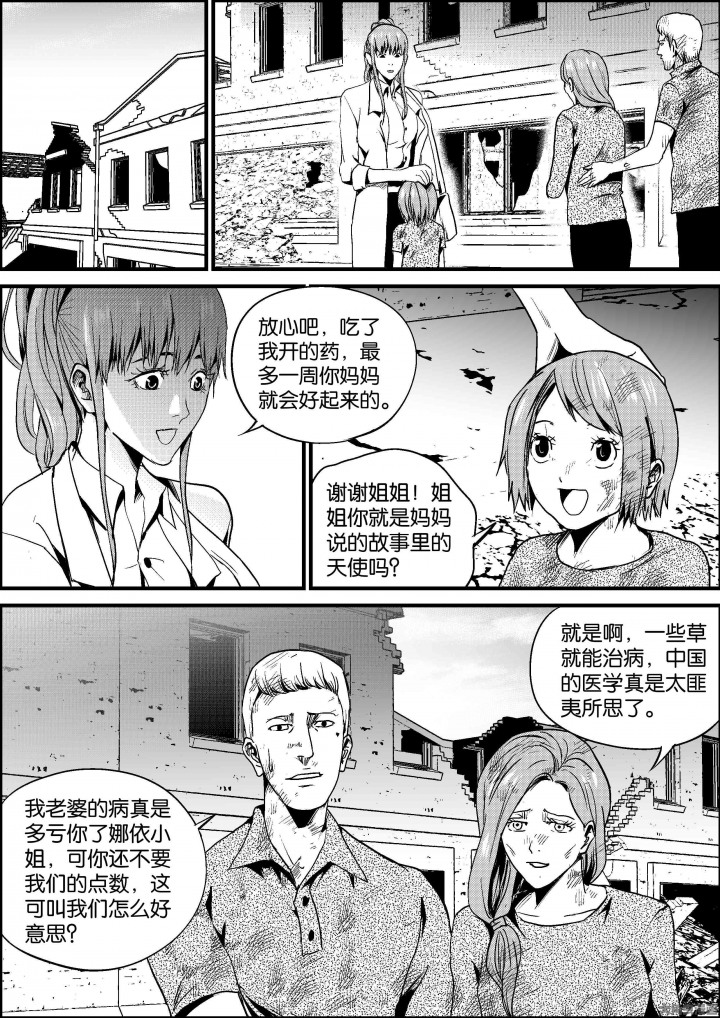 放心吧，吃了
我开的药，最
多一周你妈妈
就会好起来的。
谢谢姐姐！姐
姐你就是妈妈
说的故事里的
天使吗？
就是啊，一些草
就能治病，中国
的医学真是太匪
夷所思了。
我老婆的病真是
多亏你了娜依小
姐，可你还不要
我们的点数，这
可叫我们怎么好
意思？